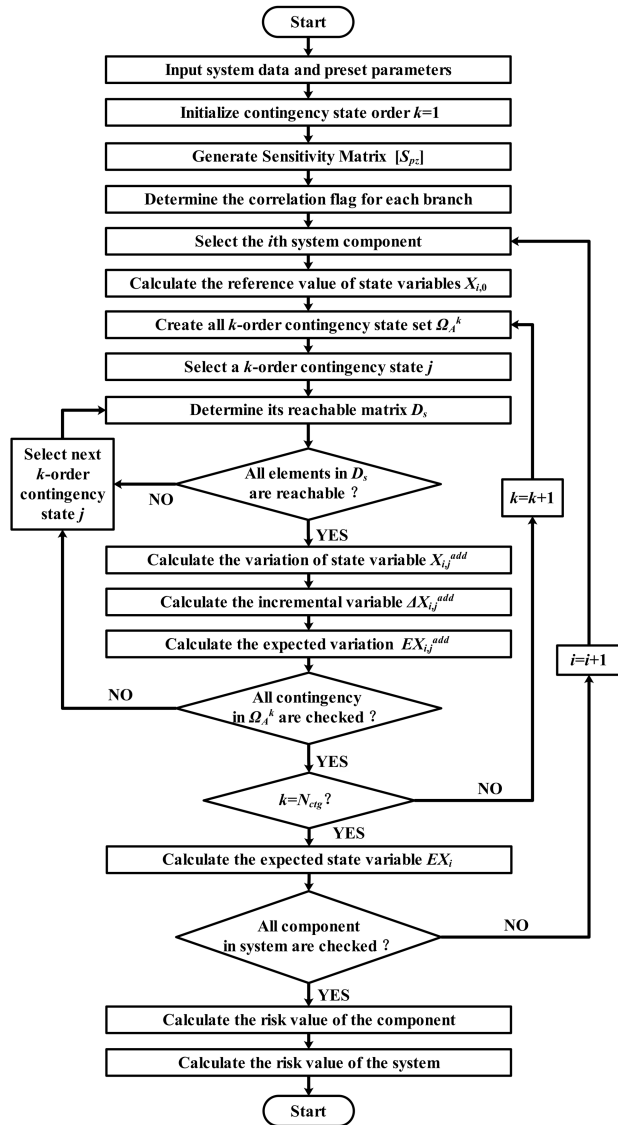 Start
Input system data and preset parameters
Initialize contingency state order k=1
Generate Sensitivity Matrix [Spz]
Determine the correlation flag for each branch
Select the ith system component
Calculate the reference value of state variables Xi,0
Create all k-order contingency state set ΩA^k
Select a k-order contingency state j
Determine its reachable matrix Ds
Select next
k-order
contingency
state j
NO
All elements in Ds
are reachable ?
YES
k=k+1
Calculate the variation of state variable Xi,j^add
Calculate the incremental variable ΔXi,j^add
Calculate the expected variation EXi,j^add
i=i+1
NO
All contingency
in ΩA^k are checked ?
YES
k=Nctg?
NO
YES
Calculate the expected state variable EXi
All component
in system are checked ?
NO
YES
Calculate the risk value of the component
Calculate the risk value of the system
Start